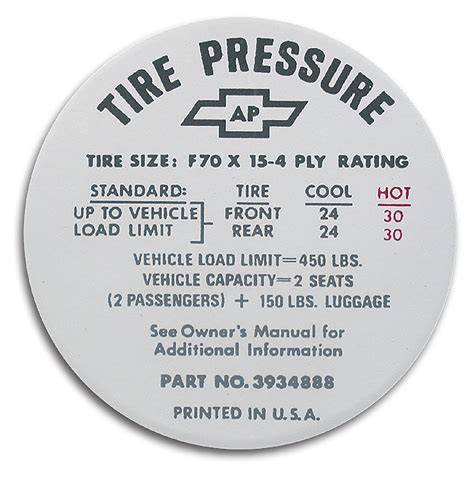 TIRE PRESSURE
AP
TIRE SIZE: F70 X 15-4 PLY RATING
STANDARD: TIRE COOL HOT
UP TO VEHICLE FRONT 24 30
LOAD LIMIT REAR 24 30
VEHICLE LOAD LIMIT=450 LBS.
VEHICLE CAPACITY=2 SEATS
(2 PASSENGERS) + 150 LBS. LUGGAGE
See Owner's Manual for
Additional Information
PART NO. 3934888
PRINTED IN U.S.A.